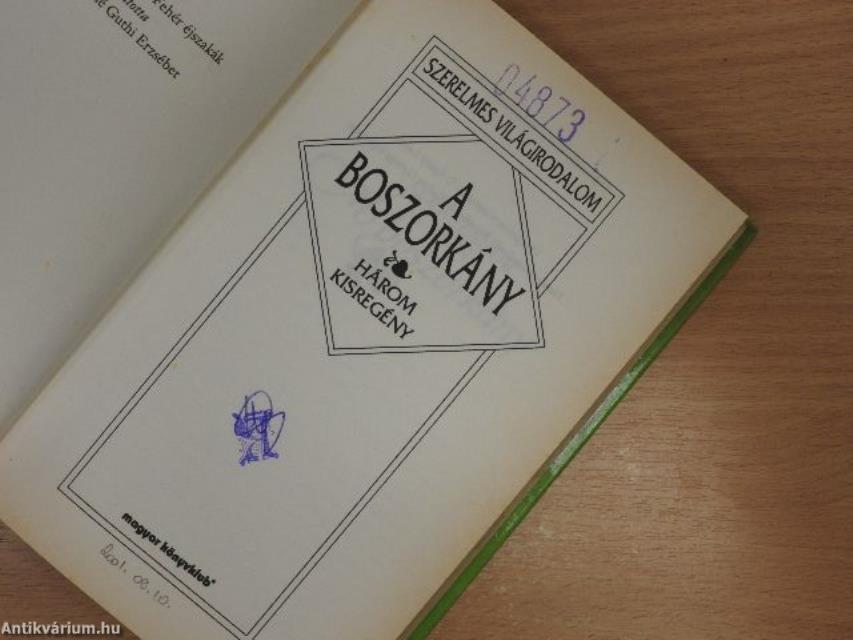 Fehér éjszakák
Guthi Erzsébet
04873
SZERELMES VILÁGIRODALOM
A
BOSZORKÁNY
HÁROM
KISREGÉNY
magyar könyvklub
2001. 08. 10.
Antikvárium.hu